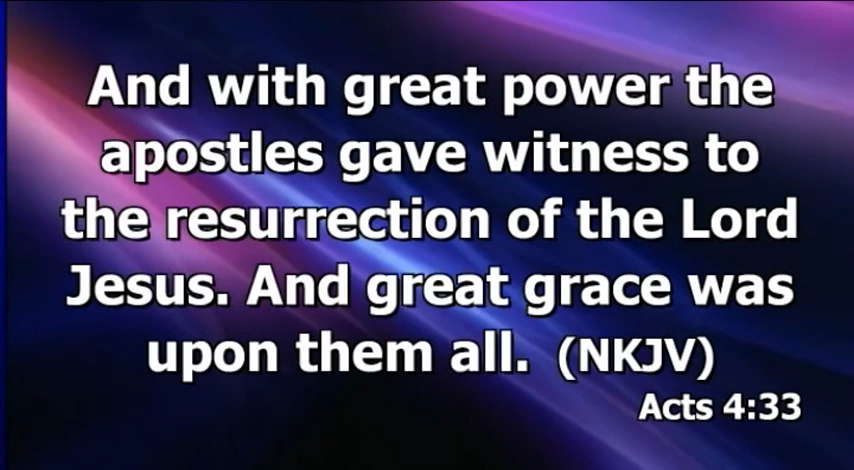 And with great power the
apostles gave witness to
the resurrection of the Lord
Jesus. And great grace was
upon them all. (NKJV)
Acts 4:33